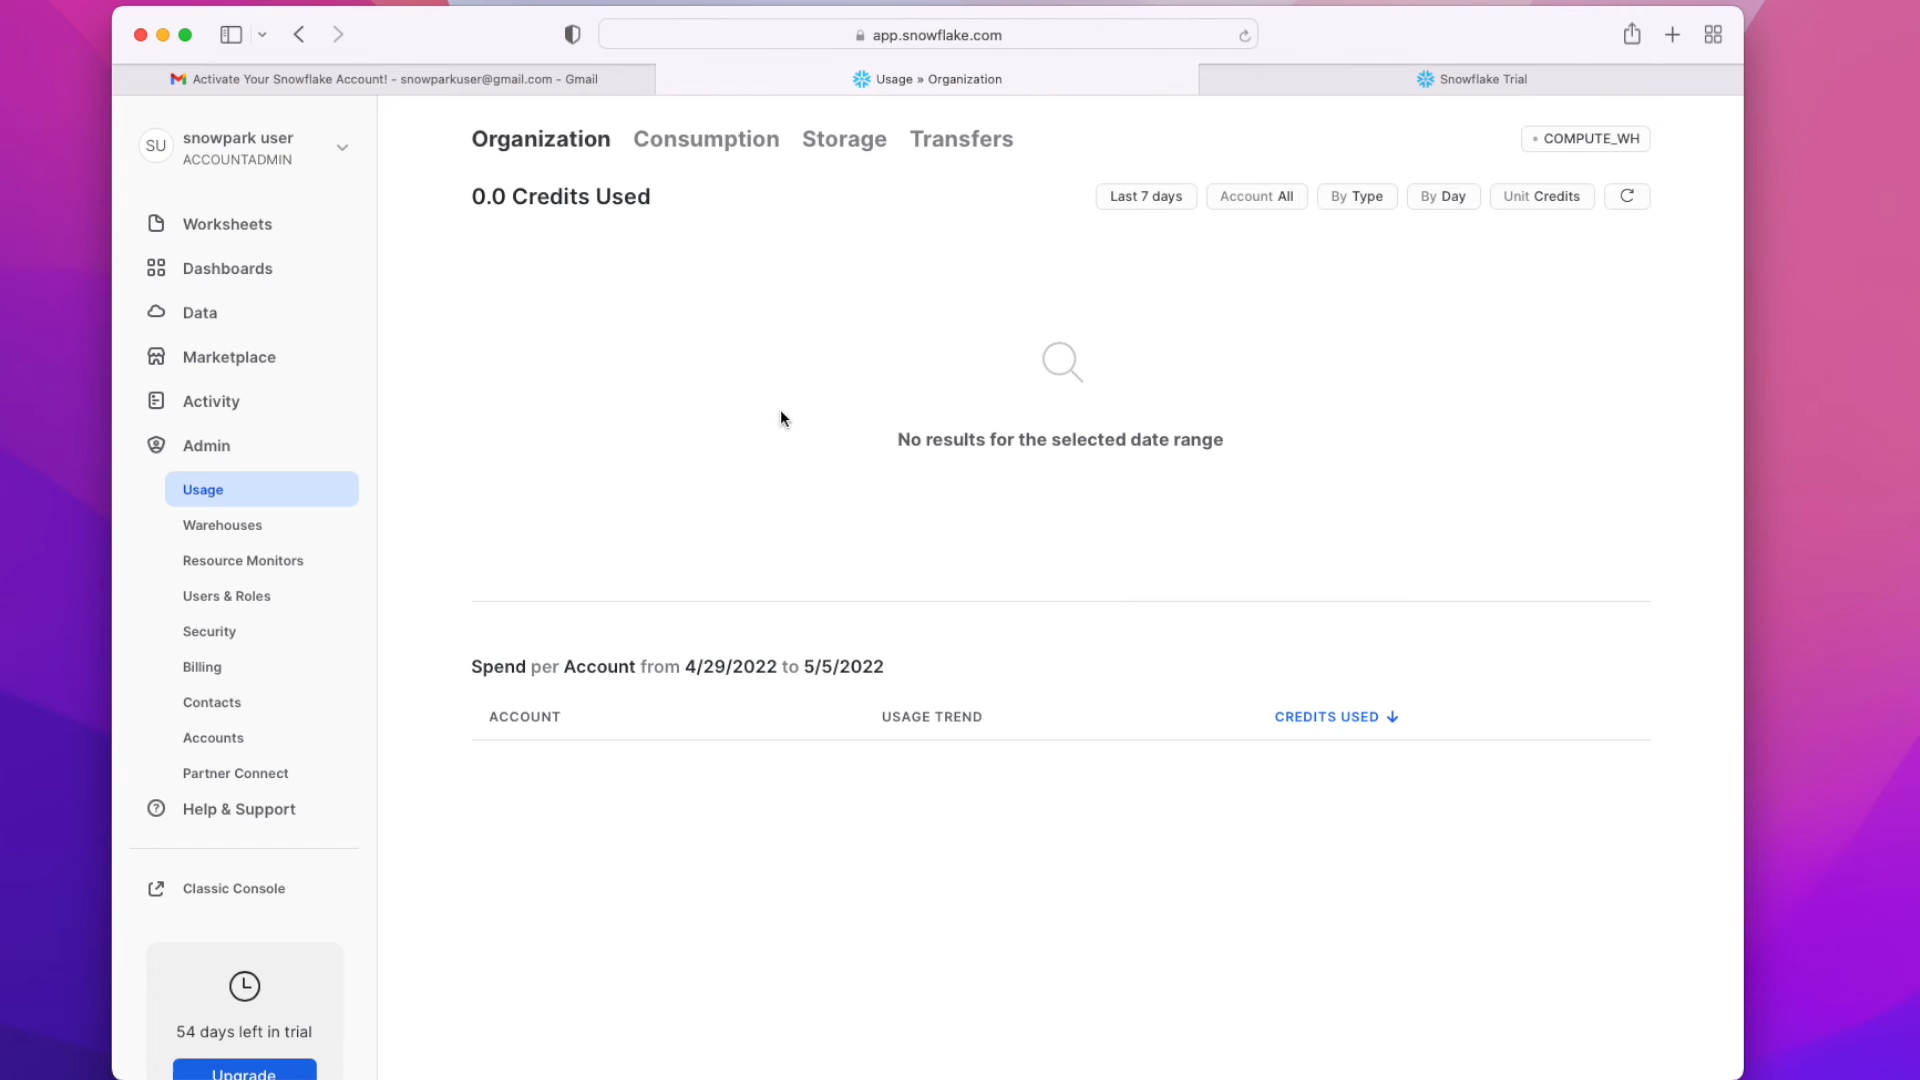 app.snowflake.com
Activate Your Snowflake Account! - snowparkuser@gmail.com - Gmail
Usage » Organization
Snowflake Trial
SU
snowpark user
ACCOUNTADMIN
Worksheets
Dashboards
Data
Marketplace
Activity
Admin
Usage
Warehouses
Resource Monitors
Users & Roles
Security
Billing
Contacts
Accounts
Partner Connect
Help & Support
Classic Console
54 days left in trial
Upgrade
Organization Consumption Storage Transfers
COMPUTE_WH
0.0 Credits Used
Last 7 days
Account All
By Type
By Day
Unit Credits
No results for the selected date range
Spend per Account from 4/29/2022 to 5/5/2022
ACCOUNT USAGE TREND CREDITS USED